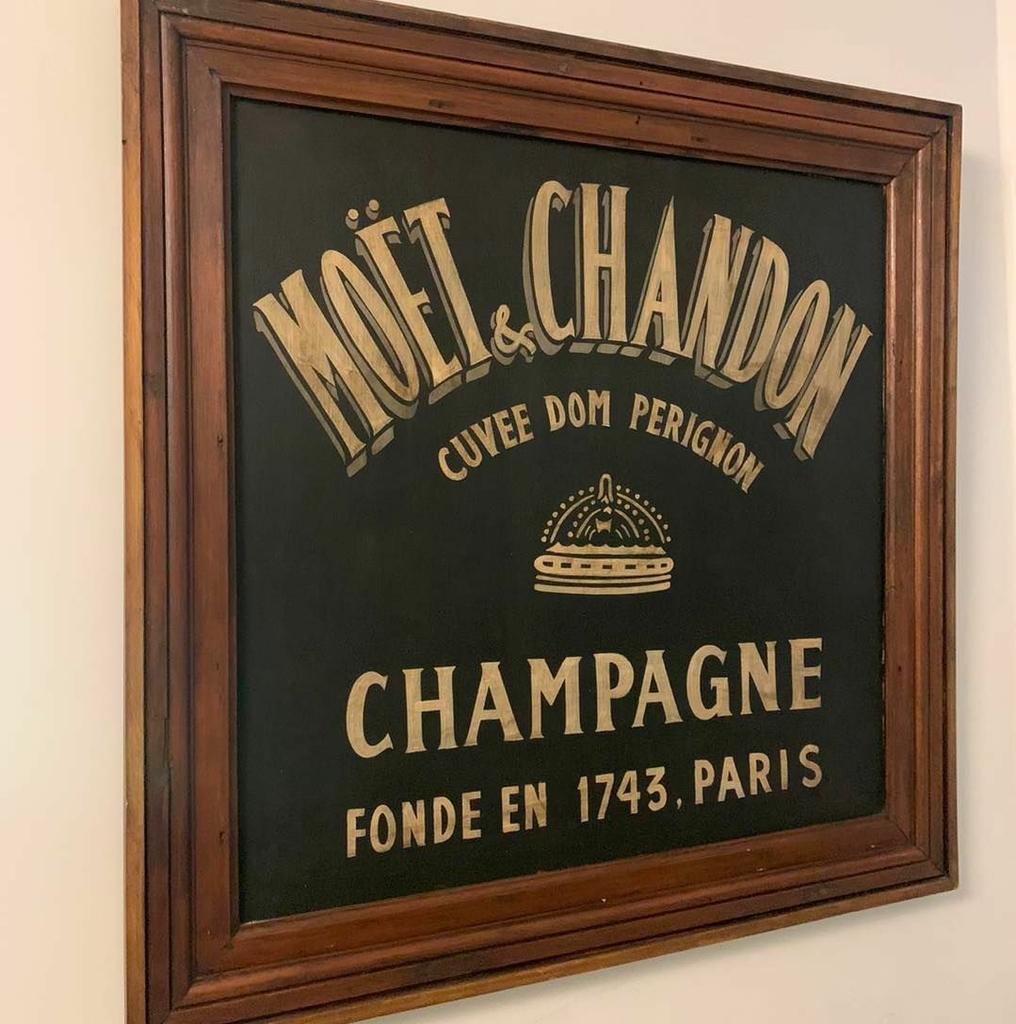 MOËT & CHANDON
CUVEE DOM PERIGNON
CHAMPAGNE
FONDE EN 1743, PARIS